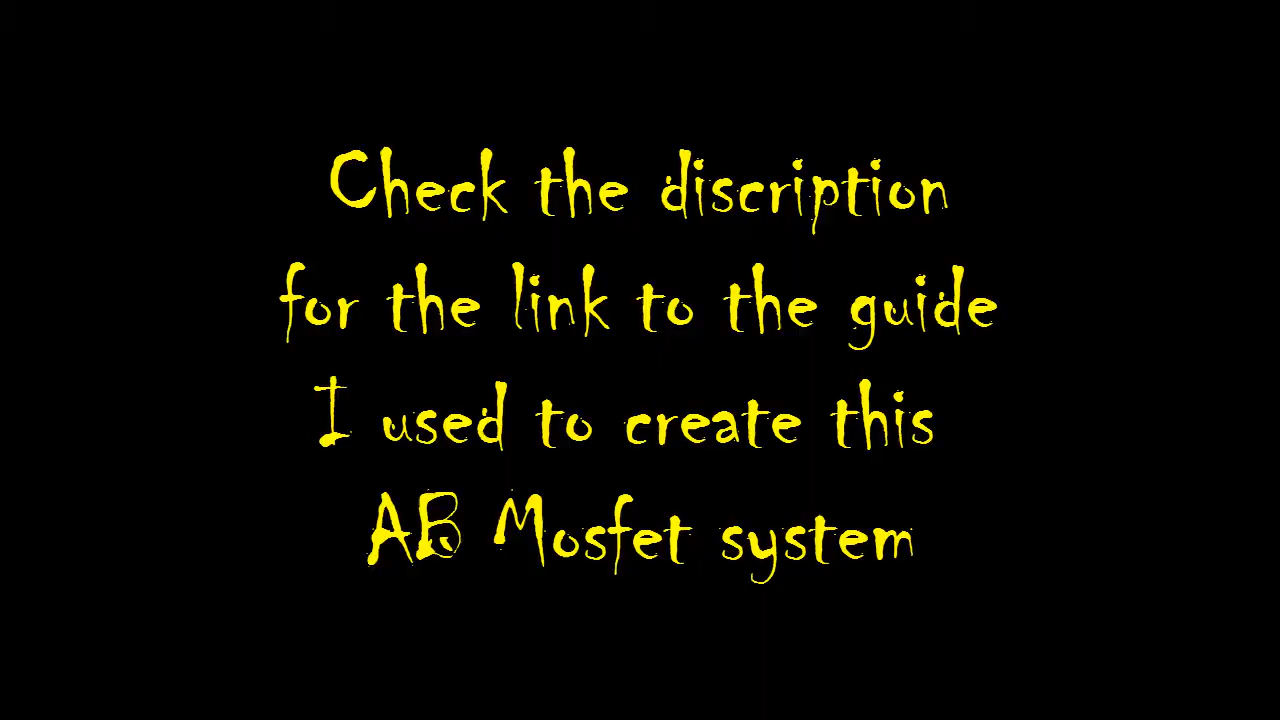 Check the discription
for the link to the guide
I used to create this
AB Mosfet system